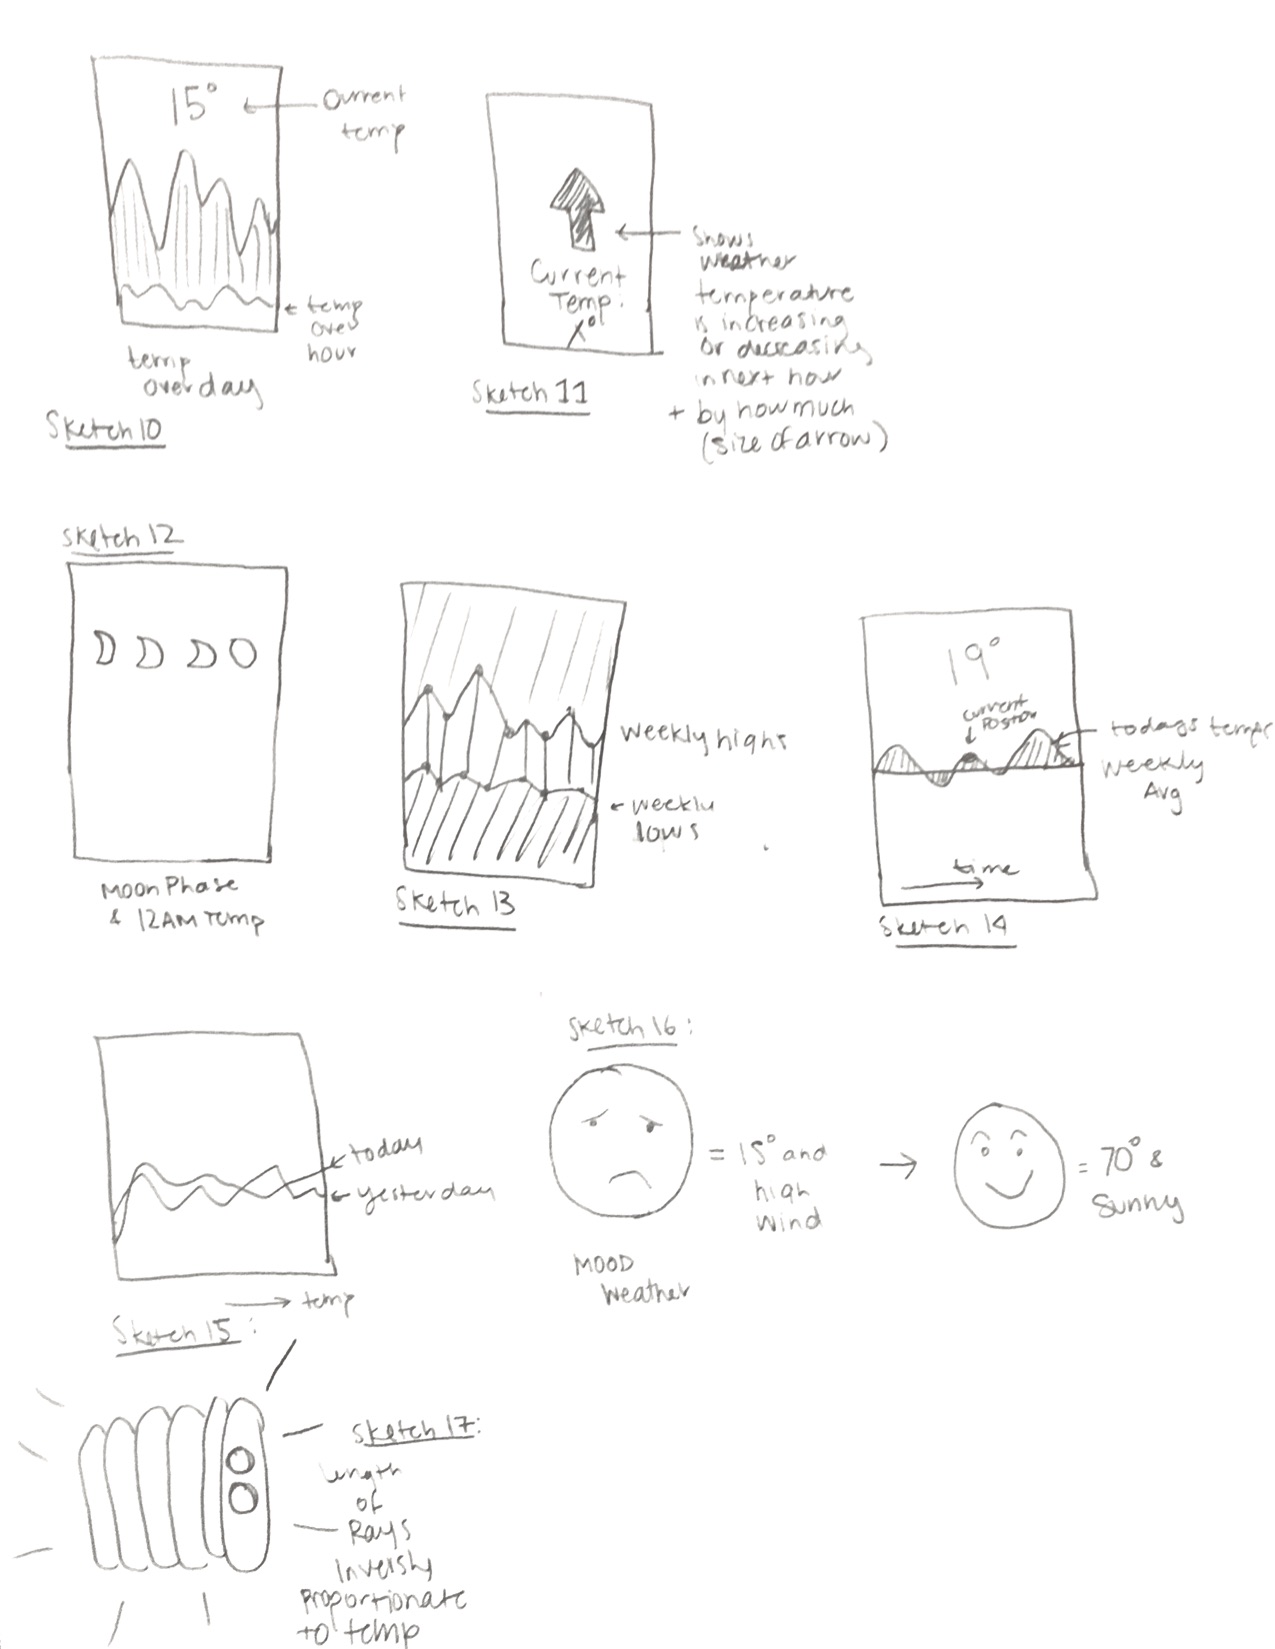 15°
Current
temp
temp
over
hour
temp
over day
Sketch 10
Current
Temp:
X°
Shows
weather
temperature
is increasing
or decreasing
in next hour
+ by how much
(size of arrow)
Sketch 11
Sketch 12
D D D O
Moon Phase
& 12AM Temp
weekly highs
weekly
lows
Sketch 13
19°
current
todays temps
weekly
Avg
time
Sketch 14
today
yesterday
temp
Sketch 15:
Sketch 16:
= 15° and
high
wind
= 70° &
Sunny
MOOD
Weather
Sketch 17:
Length
of
Rays
Inversly
Proportionate
to temp